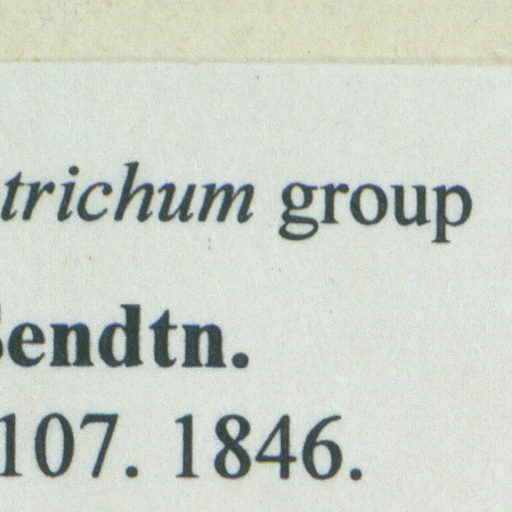 trichum group
Sendtn.
107. 1846.